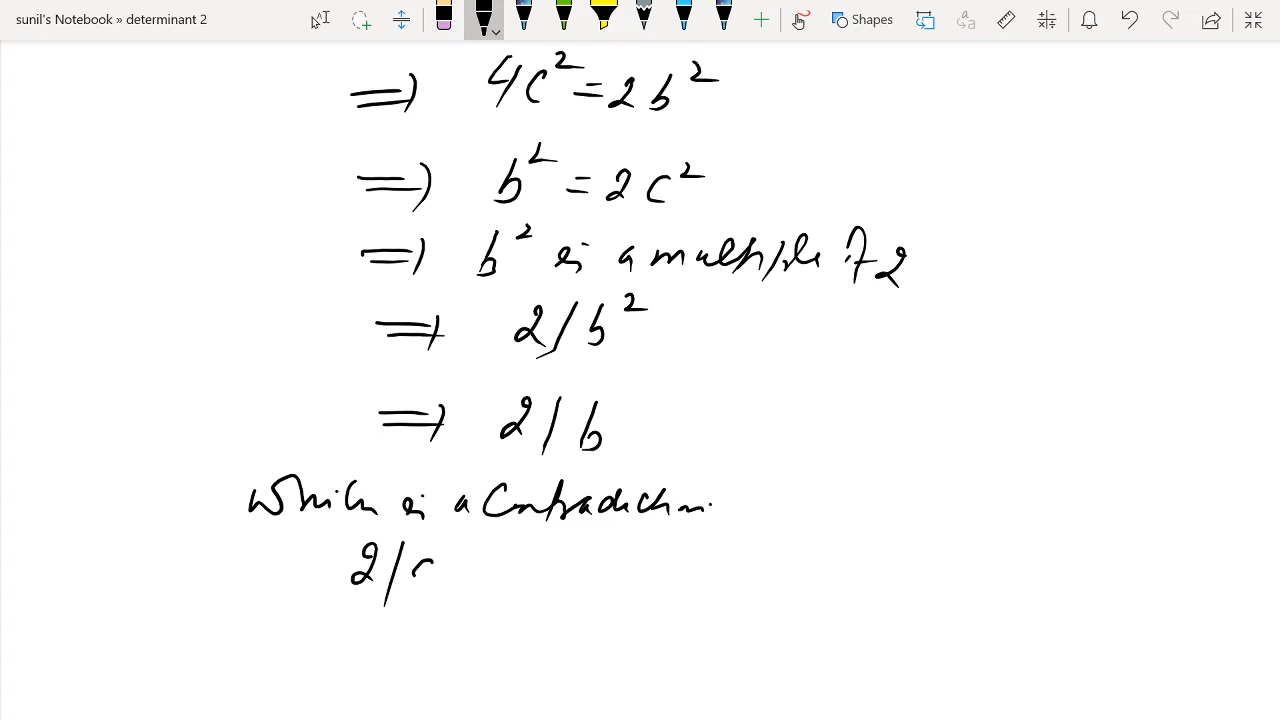 sunil's Notebook » determinant 2
Shapes
⟹ 4c² = 2b²
⟹ b² = 2c²
⟹ b² is a multiple of 2
⟹ 2/b²
⟹ 2/b
which is a Contradiction.
2/